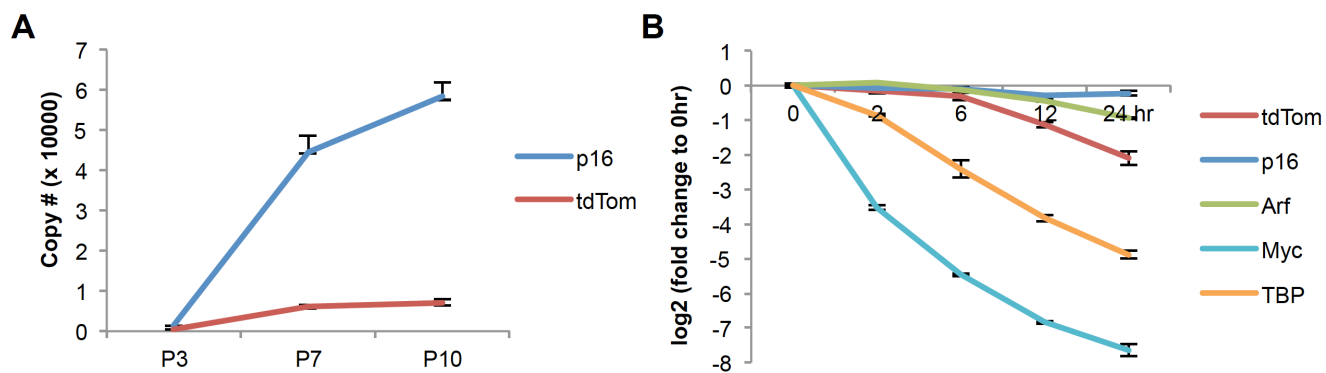 A
Copy # (x 10000)
7
6
5
4
3
2
1
0
P3 P7 P10
p16
tdTom
B
log2 (fold change to 0hr)
1
0
-1
-2
-3
-4
-5
-6
-7
-8
0 2 6 12 24 hr
tdTom
p16
Arf
Myc
TBP